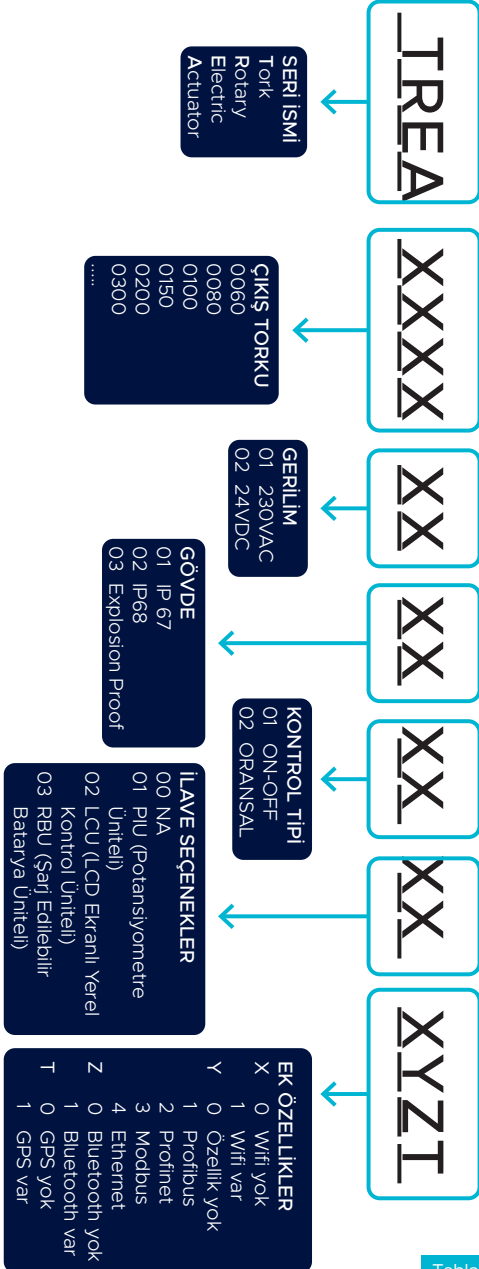 TREA XXXX XX XX XX XX XYZT
SERİ İSMİ
Tork
Rotary
Electric
Actuator
ÇIKIŞ TORKU
0060
0080
0100
0150
0200
0300
.....
GERİLİM
01 230VAC
02 24VDC
GÖVDE
01 IP 67
02 IP68
03 Explosion Proof
KONTROL TİPİ
01 ON-OFF
02 ORANSAL
İLAVE SEÇENEKLER
00 NA
01 PIU (Potansiyometre
Üniteli)
02 LCU (LCD Ekranlı Yerel
Kontrol Üniteli)
03 RBU (Şarj Edilebilir
Batarya Üniteli)
EK ÖZELLİKLER
X 0 Wifi yok
1 Wifi var
Y 0 Özellik yok
1 Profibus
2 Profinet
3 Modbus
4 Ethernet
Z 0 Bluetooth yok
1 Bluetooth var
T 0 GPS yok
1 GPS var